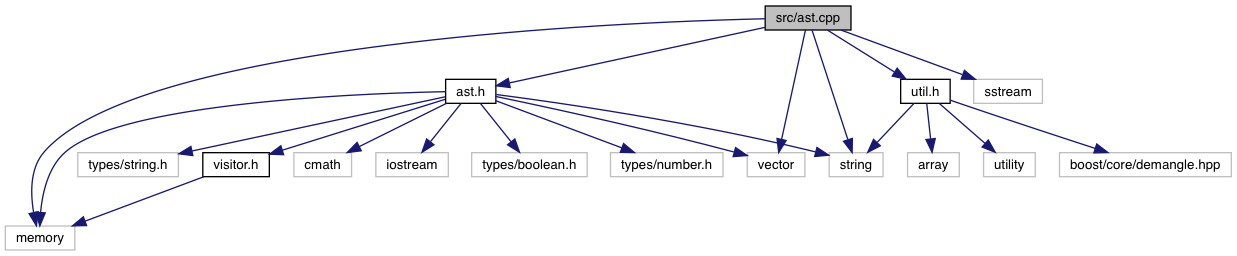 src/ast.cpp
ast.h
util.h
sstream
types/string.h
visitor.h
cmath
iostream
types/boolean.h
types/number.h
vector
string
array
utility
boost/core/demangle.hpp
memory